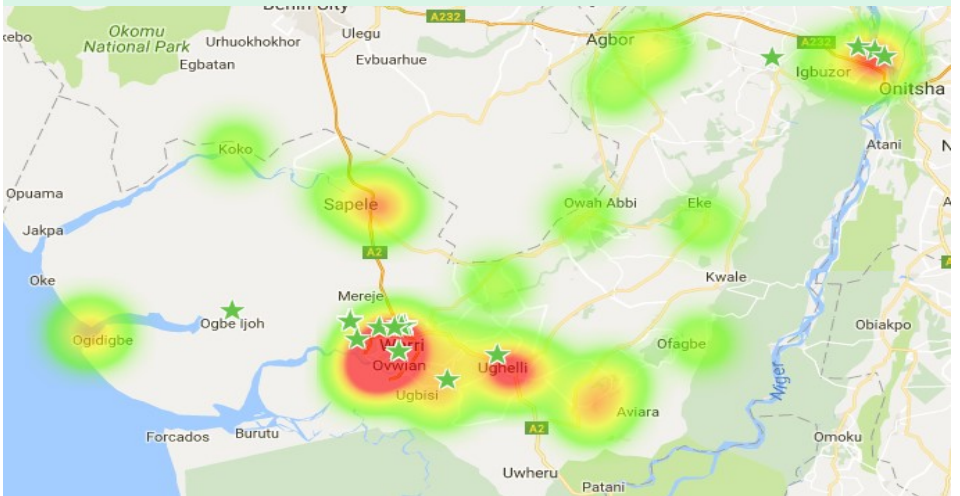 Benin City
A232
Okomu
National Park
Urhuokhokhor
Ulegu
Egbatan
Evbuarhue
Agbor
A232
Igbuzor
Onitsha
Atani
Koko
Opuama
Sapele
Owah Abbi
Eke
Jakpa
A2
Oke
Kwale
Mereje
Ogbe Ijoh
Obiakpo
Ogidigbe
Warri
Ovwian
Ofagbe
Ughelli
Ugbisi
Niger
Aviara
Forcados
Burutu
A2
Omoku
Uwheru
Patani